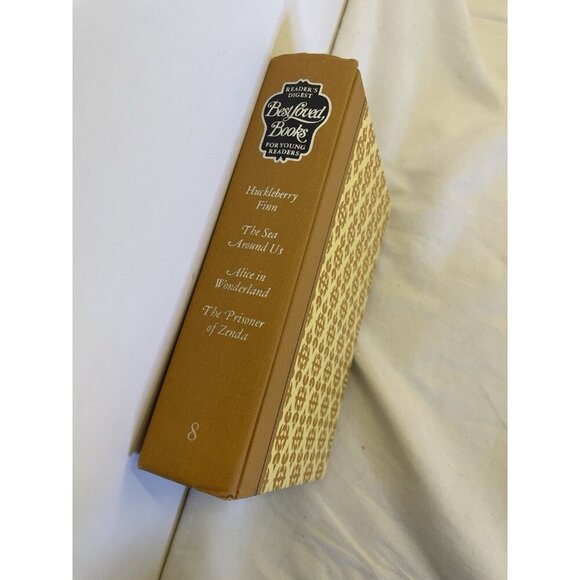 READER'S
DIGEST
Best Loved
Books
FOR YOUNG
READERS
Huckleberry
Finn
The Sea
Around Us
Alice in
Wonderland
The Prisoner
of Zenda
8